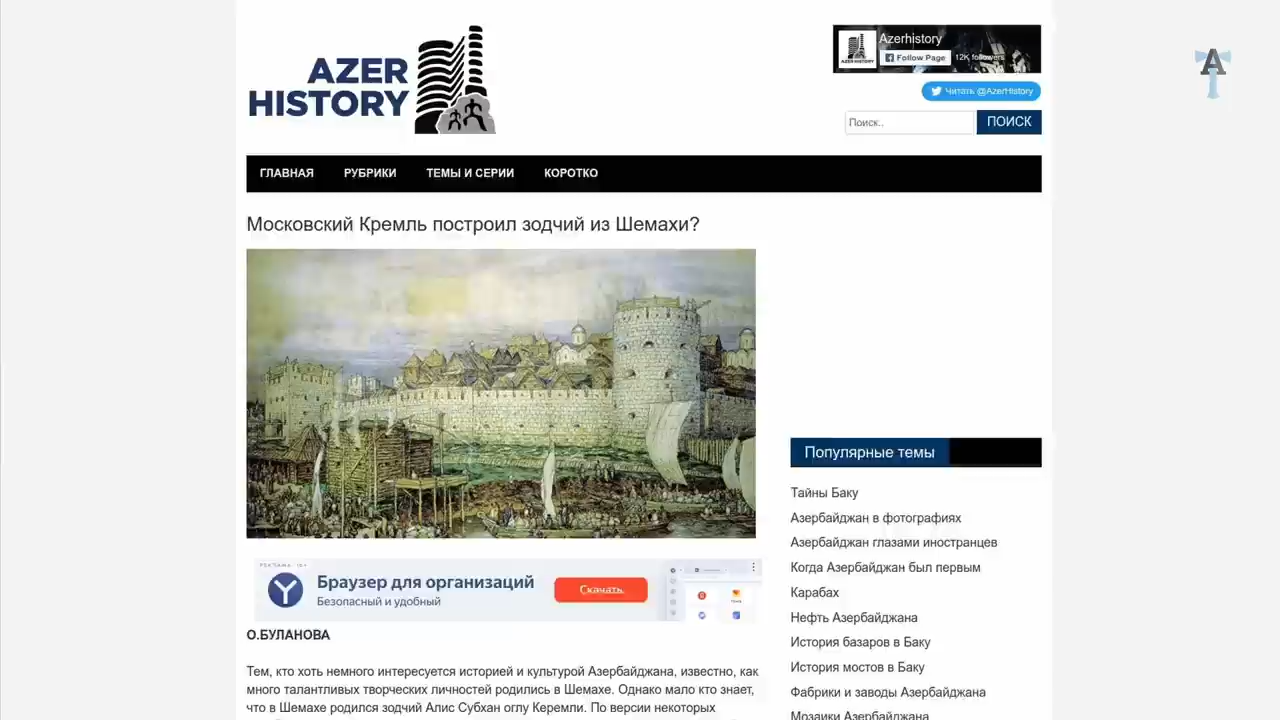 AZER
HISTORY
AZER HISTORY
Azerhistory
Follow Page
12K followers
Читать @AzerHistory
Поиск..
ПОИСК
A
ГЛАВНАЯ
РУБРИКИ
ТЕМЫ И СЕРИИ
КОРОТКО
Московский Кремль построил зодчий из Шемахи?
Браузер для организаций
Безопасный и удобный
Скачать
О.БУЛАНОВА
Тем, кто хоть немного интересуется историей и культурой Азербайджана, известно, как
много талантливых творческих личностей родились в Шемахе. Однако мало кто знает,
что в Шемахе родился зодчий Алис Субхан оглу Керемли. По версии некоторых
Популярные темы
Тайны Баку
Азербайджан в фотографиях
Азербайджан глазами иностранцев
Когда Азербайджан был первым
Карабах
Нефть Азербайджана
История базаров в Баку
История мостов в Баку
Фабрики и заводы Азербайджана
Мозаики Азербайджана